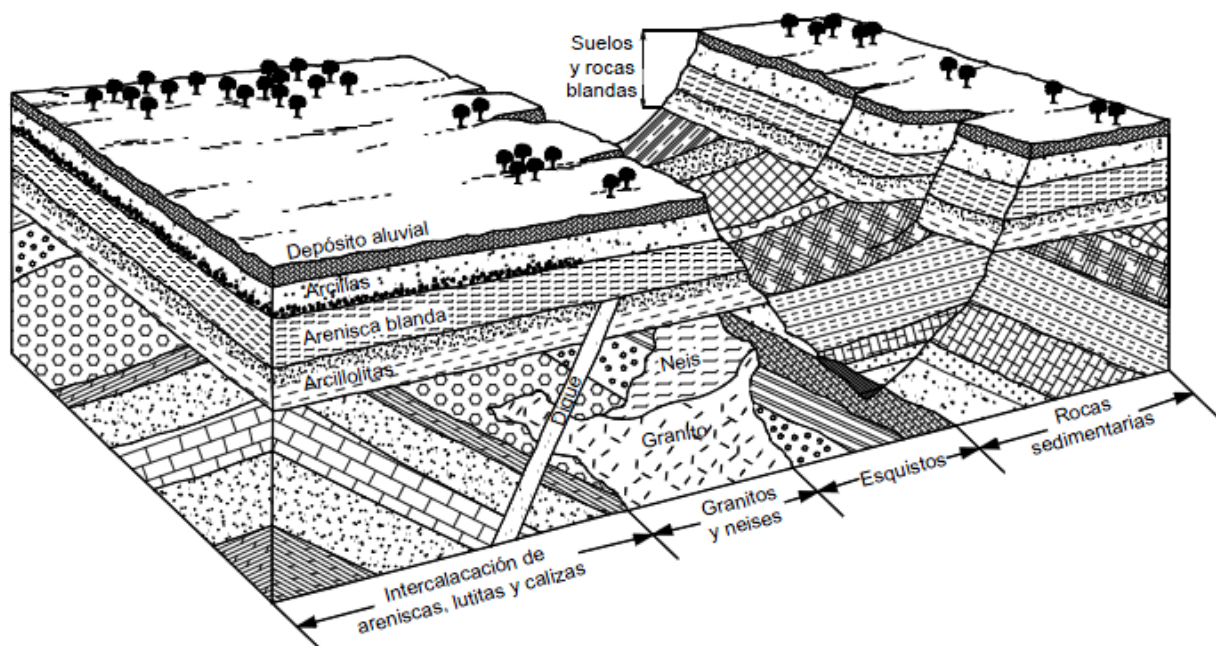 Suelos
y rocas
blandas
Depósito aluvial
Arcillas
Arenisca blanda
Arcillolitas
Dique
Neis
Granito
Intercalacación de
areniscas, lutitas y calizas
Granitos
y neises
Esquistos
Rocas
sedimentarias